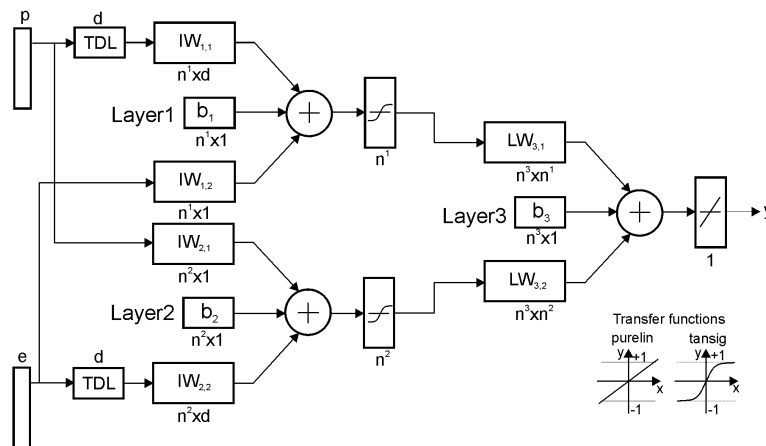 p
d
TDL
IW1,1
n¹xd
Layer1
b1
n¹x1
n¹
IW1,2
n¹x1
LW3,1
n³xn¹
Layer3
b3
n³x1
1
y
IW2,1
n²x1
Layer2
b2
n²x1
n²
LW3,2
n³xn²
e
d
TDL
IW2,2
n²xd
Transfer functions
purelin
tansig
y
+1
x
-1
y
+1
x
-1